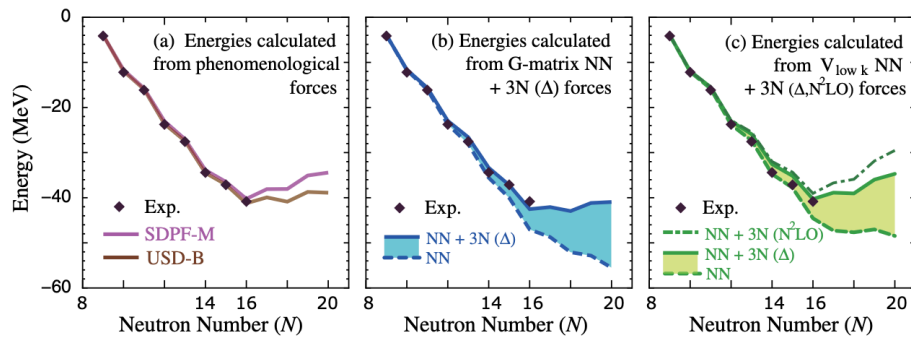 0
−20
−40
−60
Energy (MeV)
(a) Energies calculated
from phenomenological
forces
Exp.
SDPF-M
USD-B
8
14
16
20
Neutron Number (N)
(b) Energies calculated
from G-matrix NN
+ 3N (Δ) forces
Exp.
NN + 3N (Δ)
NN
8
14
16
20
Neutron Number (N)
(c) Energies calculated
from V low k NN
+ 3N (Δ,N²LO) forces
Exp.
NN + 3N (N²LO)
NN + 3N (Δ)
NN
8
14
16
20
Neutron Number (N)